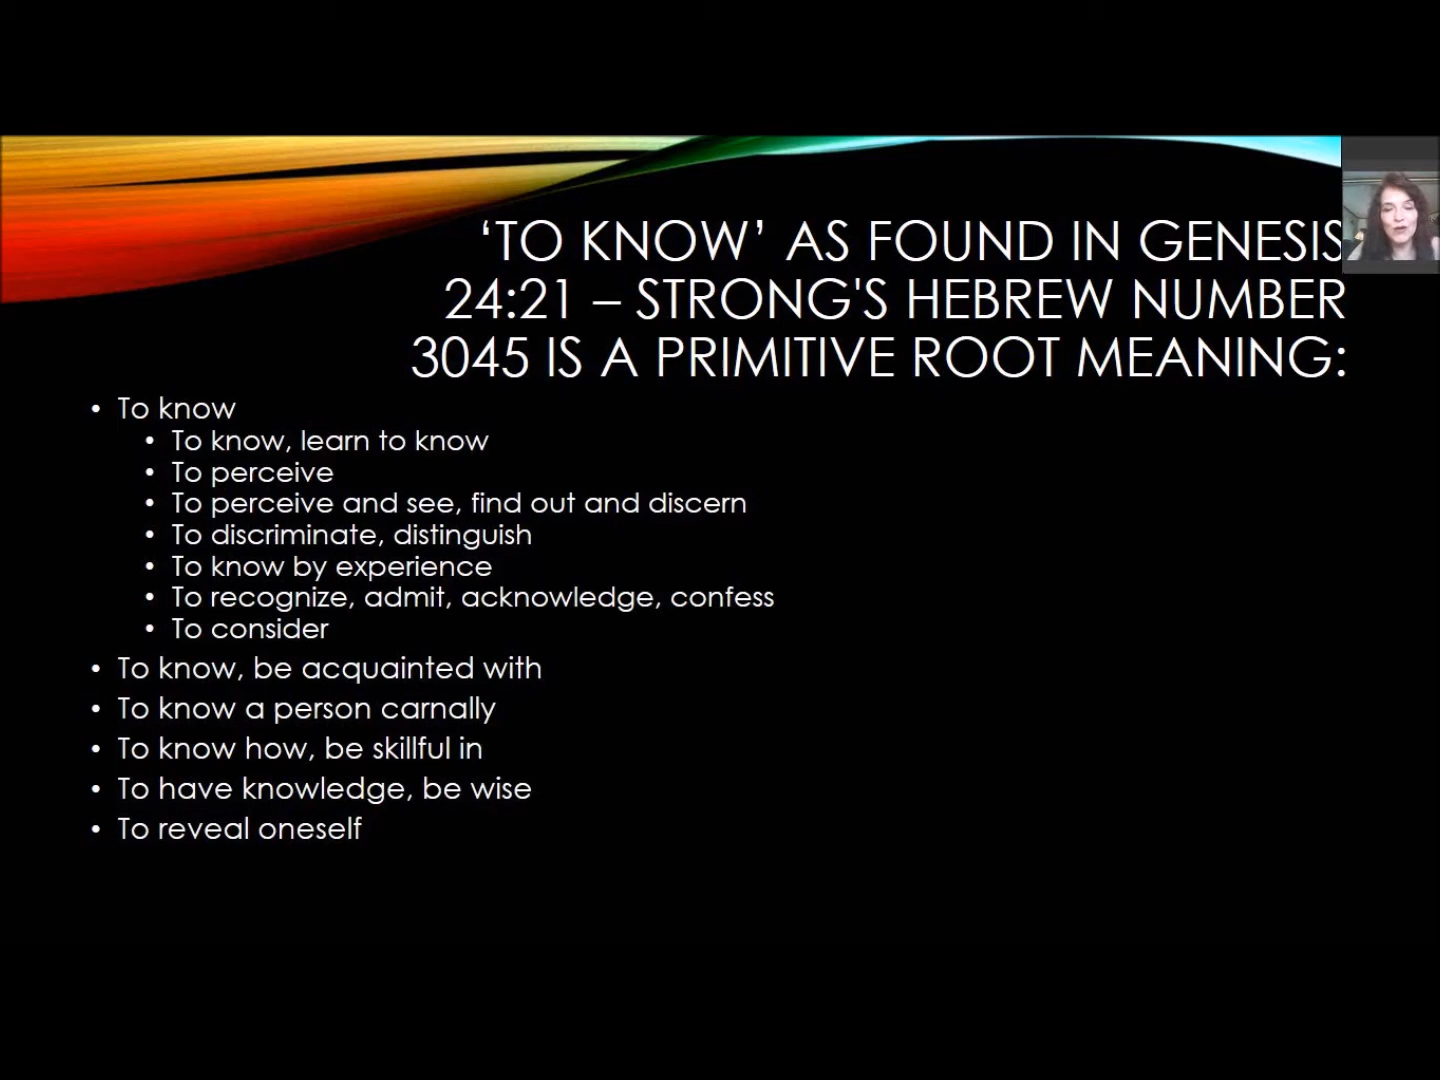 ‘TO KNOW’ AS FOUND IN GENESIS
24:21 – STRONG'S HEBREW NUMBER
3045 IS A PRIMITIVE ROOT MEANING:
• To know
• To know, learn to know
• To perceive
• To perceive and see, find out and discern
• To discriminate, distinguish
• To know by experience
• To recognize, admit, acknowledge, confess
• To consider
• To know, be acquainted with
• To know a person carnally
• To know how, be skillful in
• To have knowledge, be wise
• To reveal oneself